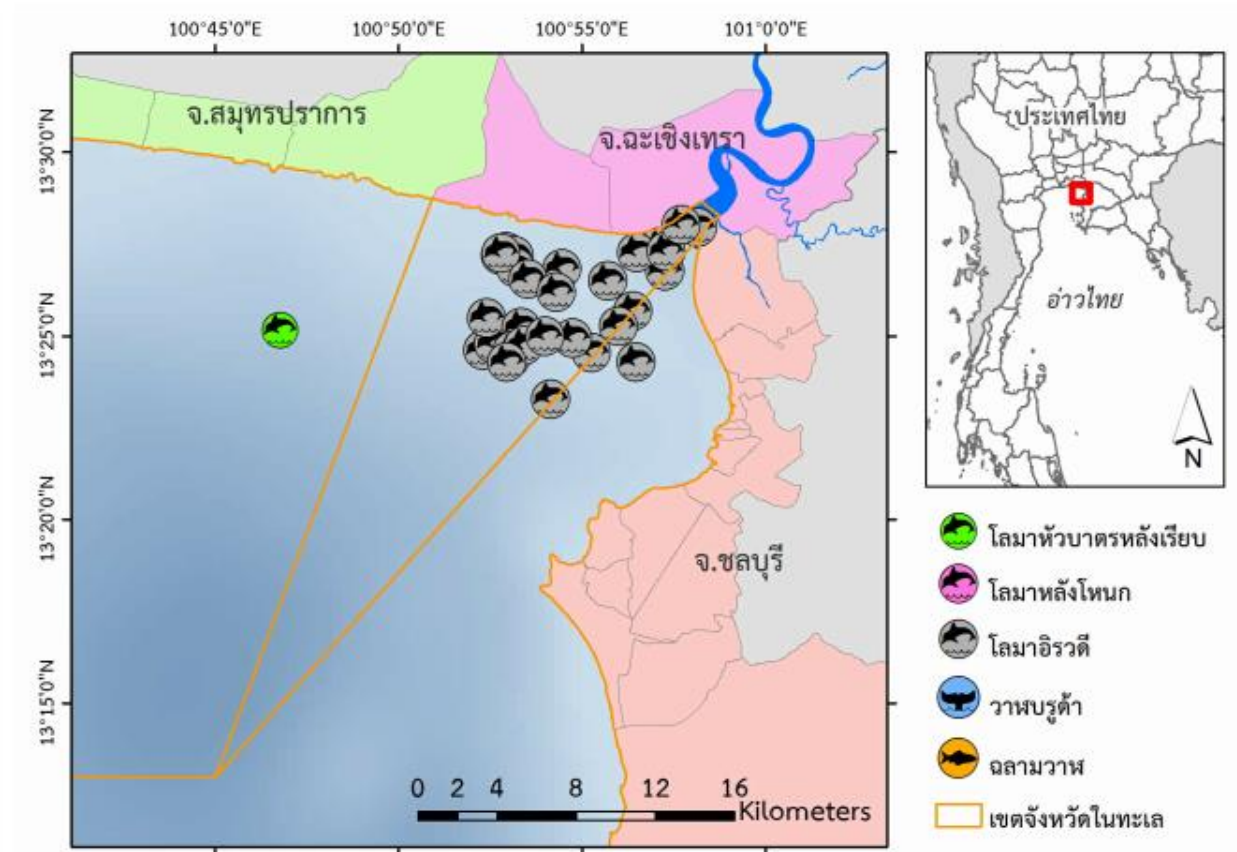 100°45'0"E 100°50'0"E 100°55'0"E 101°0'0"E
13°30'0"N
13°25'0"N
13°20'0"N
13°15'0"N
จ.สมุทรปราการ
จ.ฉะเชิงเทรา
จ.ชลบุรี
0 2 4 8 12 16
Kilometers
ประเทศไทย
อ่าวไทย
N
โลมาหัวบาตรหลังเรียบ
โลมาหลังโหนก
โลมาอิรวดี
วาฬบรูด้า
ฉลามวาฬ
เขตจังหวัดในทะเล